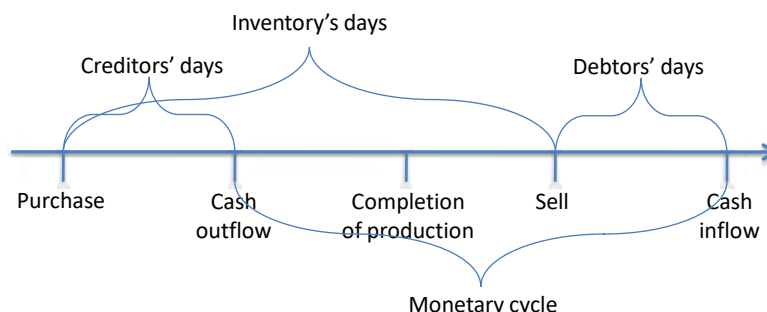 Inventory's days
Creditors' days
Debtors' days
Purchase
Cash
outflow
Completion
of production
Sell
Cash
inflow
Monetary cycle